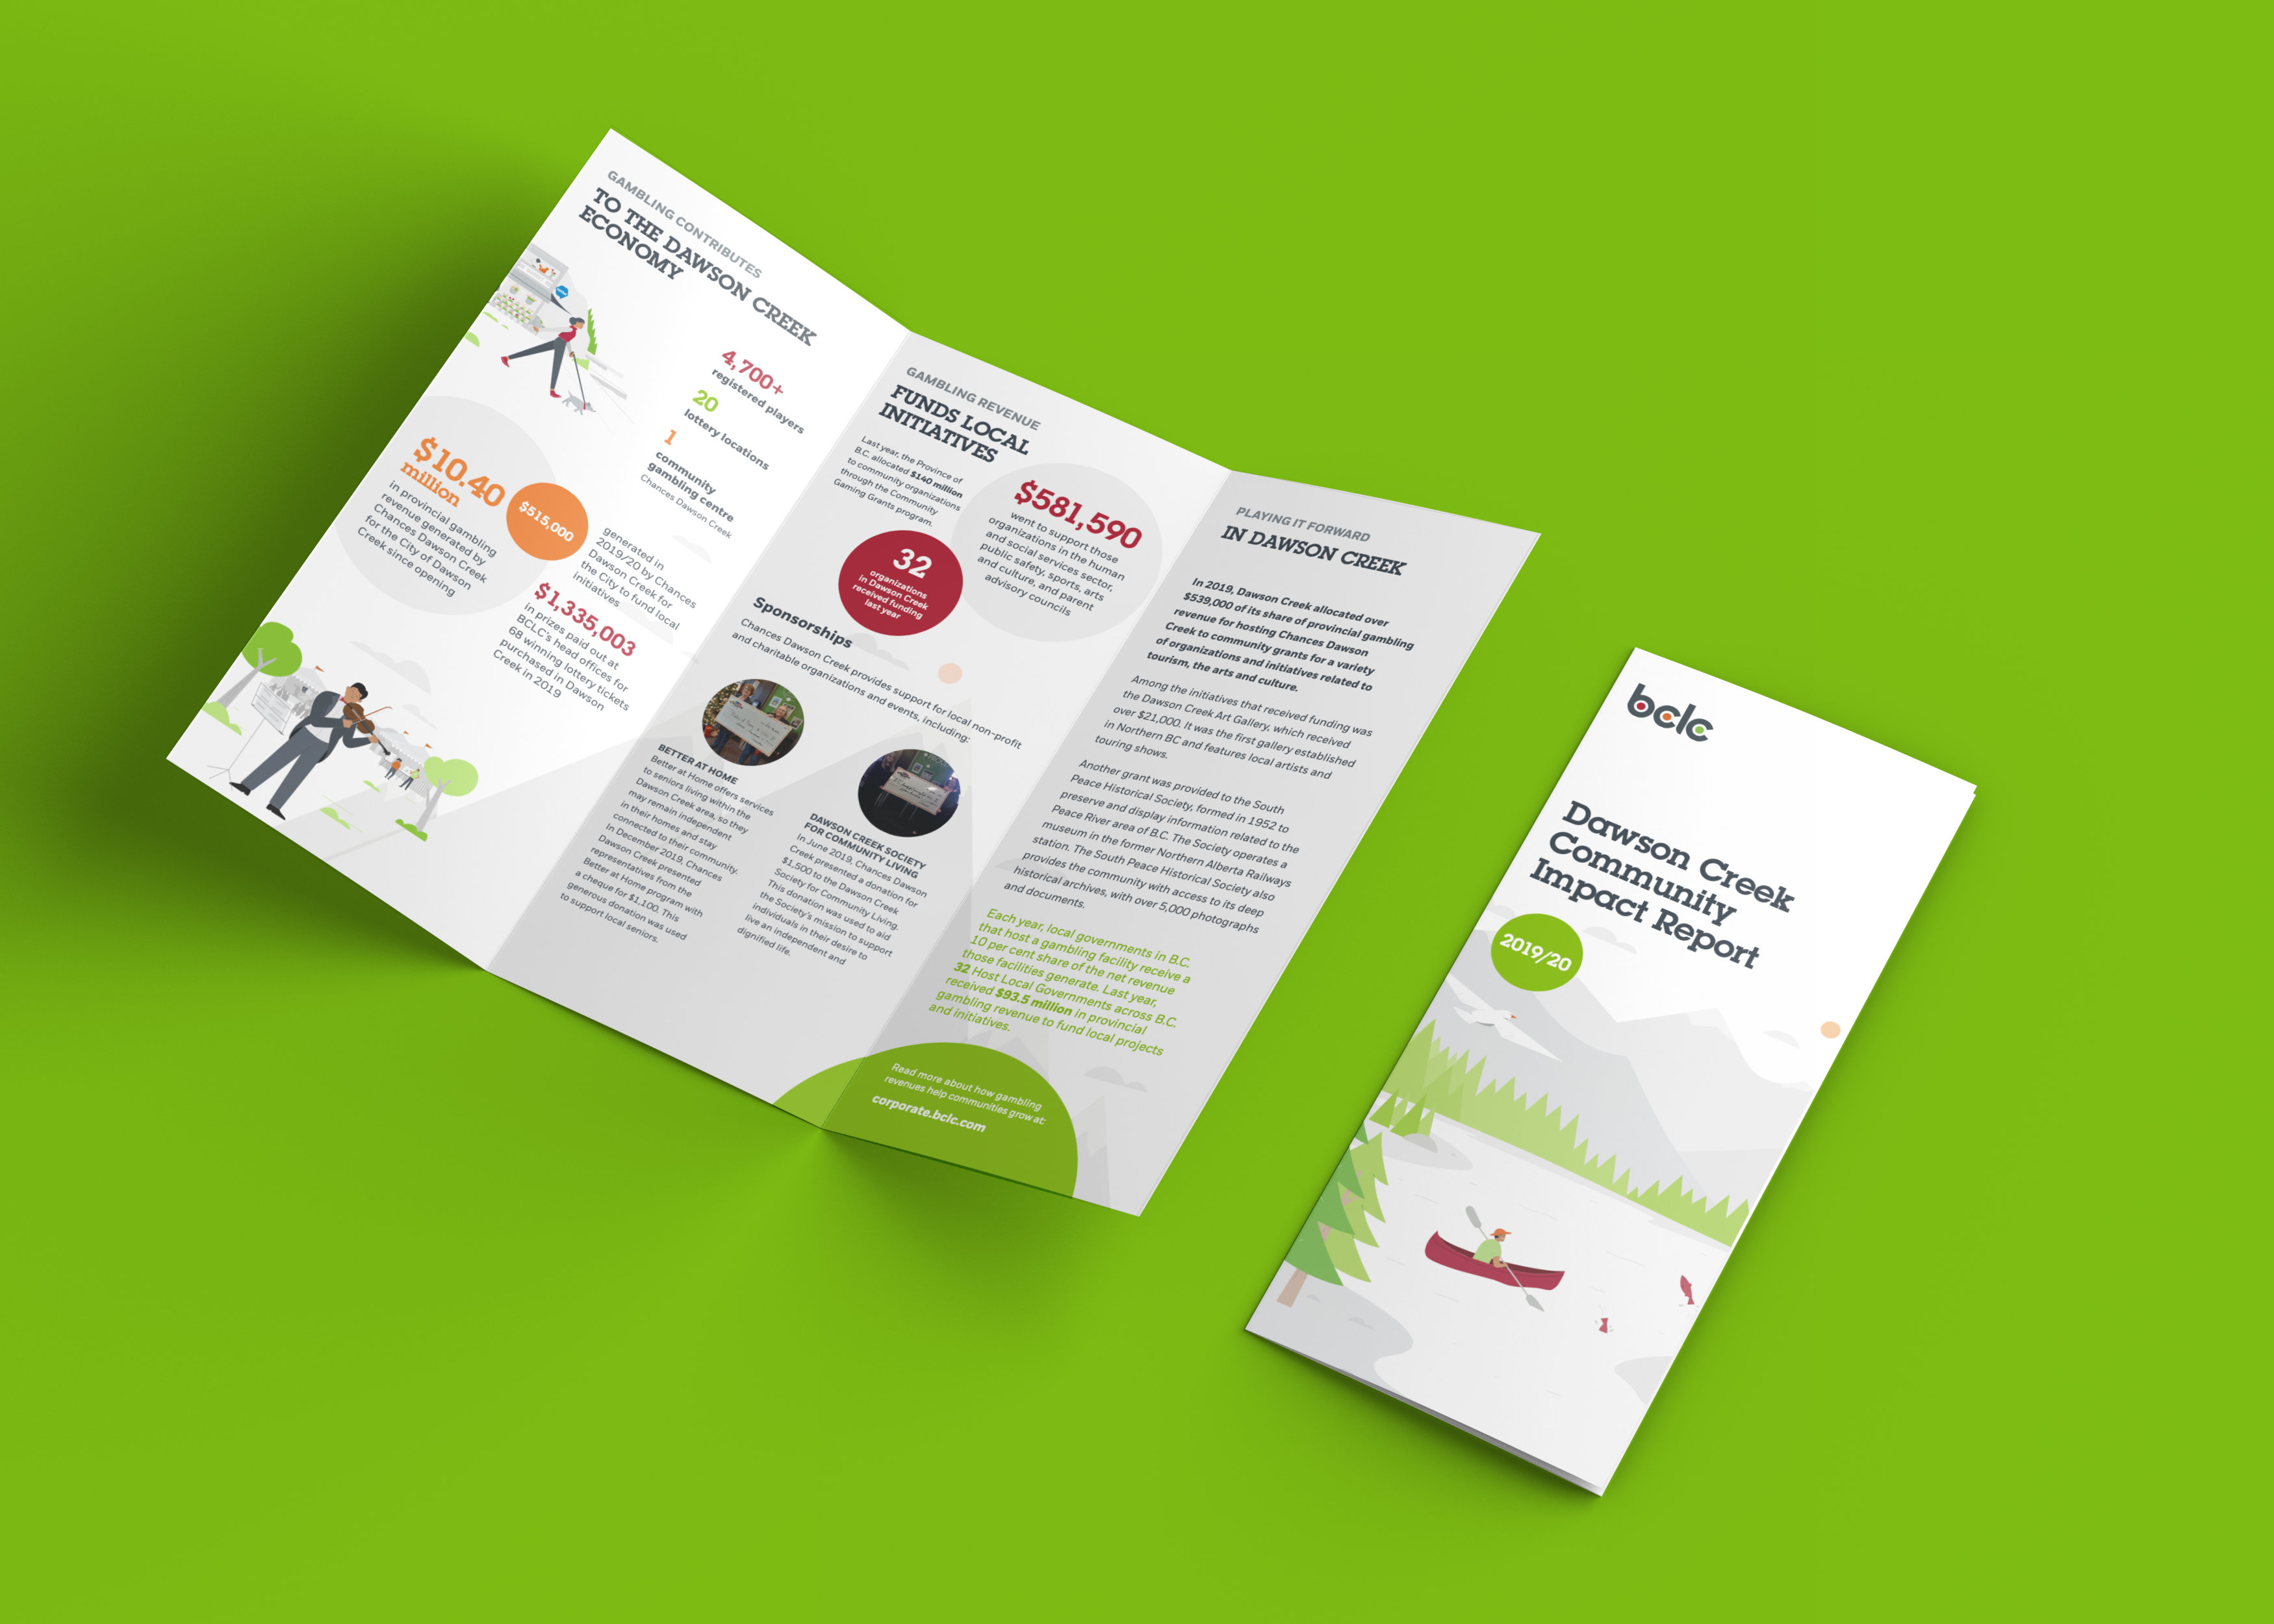 GAMBLING CONTRIBUTES
TO THE DAWSON CREEK
ECONOMY
4,700+
registered players
20
lottery locations
1
community
gambling centre
Chances Dawson Creek
$10.40
million
in provincial gambling
revenue generated by
Chances Dawson Creek
for the City of Dawson
Creek since opening
$515,000
generated in
2019/20 by Chances
Dawson Creek for
the City to fund local
initiatives
$1,335,003
in prizes paid out at
BCLC's head offices for
68 winning lottery tickets
purchased in Dawson
Creek in 2019
GAMBLING REVENUE
FUNDS LOCAL
INITIATIVES
Last year, the Province of
B.C. allocated $140 million
to community organizations
through the Community
Gaming Grants program.
$581,590
went to support those
organizations in the human
and social services sector,
public safety, sports, arts
and culture, and parent
advisory councils
32
organizations
in Dawson Creek
received funding
last year
Sponsorships
Chances Dawson Creek provides support for local non-profit
and charitable organizations and events, including:
BETTER AT HOME
Better at Home offers services
to seniors living within the
Dawson Creek area, so they
may remain independent
in their homes and stay
connected to their community.
In December 2019, Chances
Dawson Creek presented
representatives from the
Better at Home program with
a cheque for $1,100. This
generous donation was used
to support local seniors.
DAWSON CREEK SOCIETY
FOR COMMUNITY LIVING
In June 2019, Chances Dawson
Creek presented a donation for
$1,500 to the Dawson Creek
Society for Community Living.
This donation was used to aid
the Society's mission to support
individuals in their desire to
live an independent and
dignified life.
PLAYING IT FORWARD
IN DAWSON CREEK
In 2019, Dawson Creek allocated over
$539,000 of its share of provincial gambling
revenue for hosting Chances Dawson
Creek to community grants for a variety
of organizations and initiatives related to
tourism, the arts and culture.
Among the initiatives that received funding was
the Dawson Creek Art Gallery, which received
over $21,000. It was the first gallery established
in Northern BC and features local artists and
touring shows.
Another grant was provided to the South
Peace Historical Society, formed in 1952 to
preserve and display information related to the
Peace River area of B.C. The Society operates a
museum in the former Northern Alberta Railways
station. The South Peace Historical Society also
provides the community with access to its deep
historical archives, with over 5,000 photographs
and documents.
Each year, local governments in B.C.
that host a gambling facility receive a
10 per cent share of the net revenue
those facilities generate. Last year,
32 Host Local Governments across B.C.
received $93.5 million in provincial
gambling revenue to fund local projects
and initiatives.
Read more about how gambling
revenues help communities grow at:
corporate.bclc.com
bclc
Dawson Creek
Community
Impact Report
2019/20